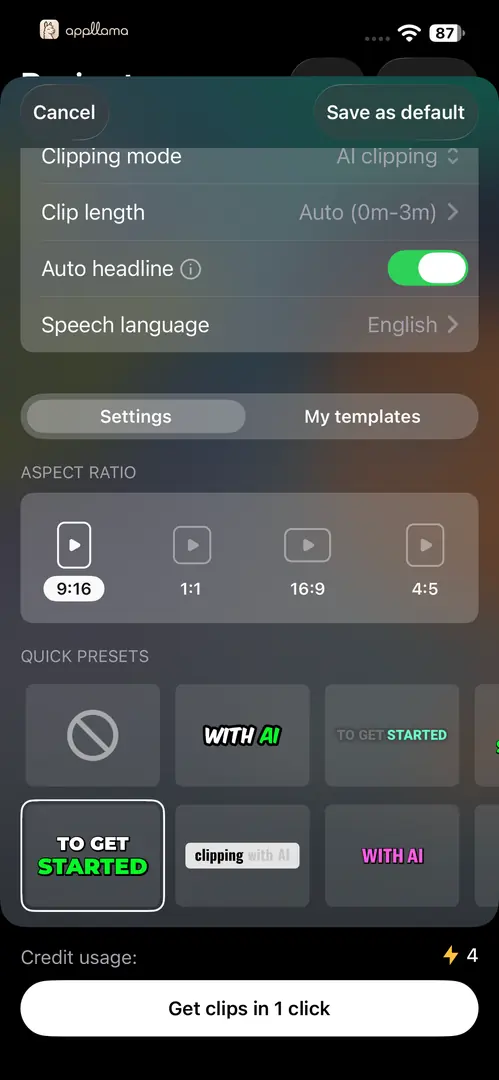 appllama
87
Cancel
Save as default
Clipping mode
AI clipping
Clip length
Auto (0m-3m)
Auto headline
Speech language
English
Settings
My templates
ASPECT RATIO
9:16
1:1
16:9
4:5
QUICK PRESETS
WITH AI
TO GET STARTED
TO GET
STARTED
clipping with AI
WITH AI
Credit usage:
4
Get clips in 1 click